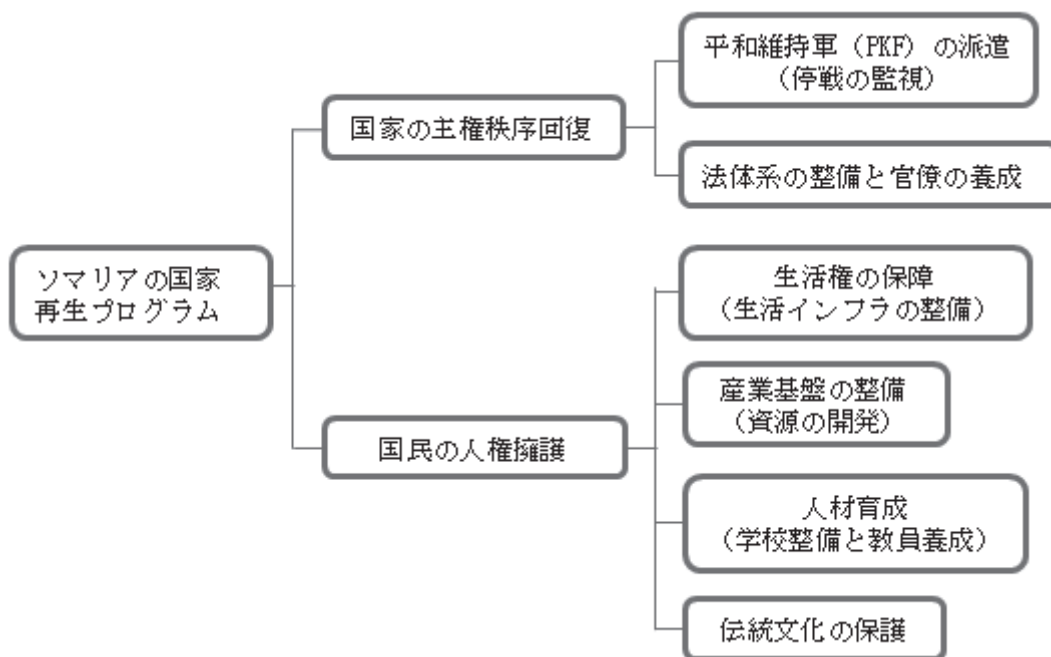 平和維持軍(PKF)の派遣
(停戦の監視)
国家の主権秩序回復
法体系の整備と官僚の養成
ソマリアの国家
再生プログラム
生活権の保障
(生活インフラの整備)
産業基盤の整備
(資源の開発)
国民の人権擁護
人材育成
(学校整備と教員養成)
伝統文化の保護